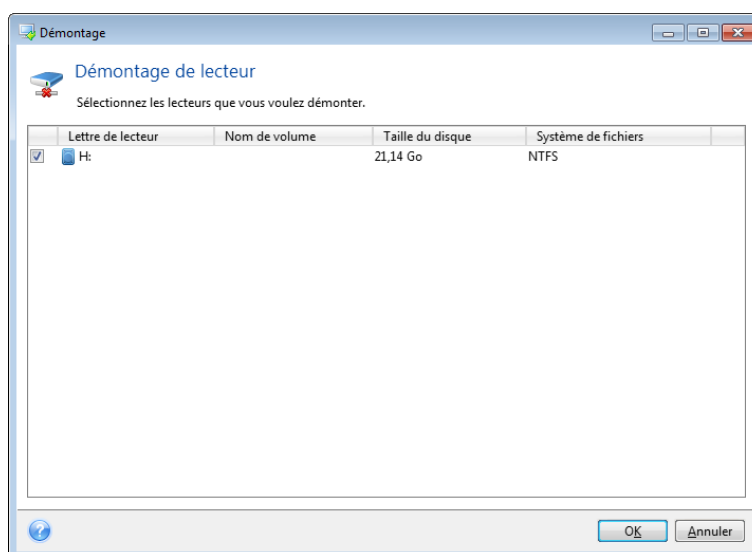 Démontage
Démontage de lecteur
Sélectionnez les lecteurs que vous voulez démonter.
Lettre de lecteur Nom de volume Taille du disque Système de fichiers
H: 21,14 Go NTFS
OK Annuler